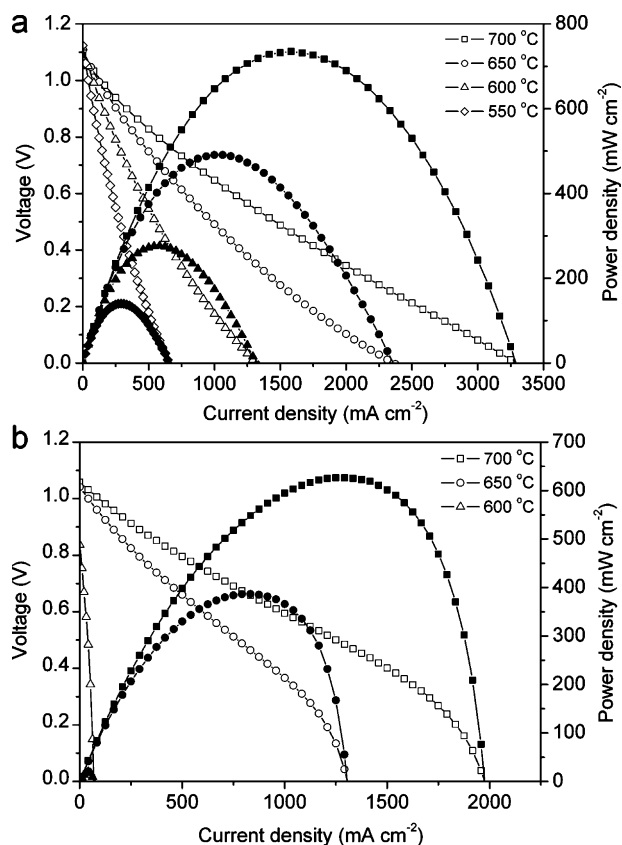 a
1.2
1.0
0.8
0.6
0.4
0.2
0.0
Voltage (V)
700 °C
650 °C
600 °C
550 °C
800
600
400
200
0
Power density (mW cm⁻²)
0 500 1000 1500 2000 2500 3000 3500
Current density (mA cm⁻²)
b
1.2
1.0
0.8
0.6
0.4
0.2
0.0
Voltage (V)
700 °C
650 °C
600 °C
700
600
500
400
300
200
100
0
Power density (mW cm⁻²)
0 500 1000 1500 2000
Current density (mA cm⁻²)